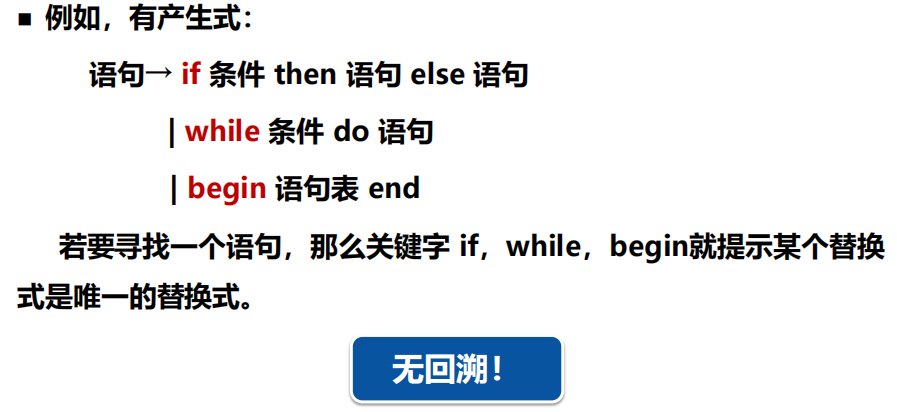 ■ 例如，有产生式：
语句→ if 条件 then 语句 else 语句
| while 条件 do 语句
| begin 语句表 end
若要寻找一个语句，那么关键字 if，while，begin就提示某个替换
式是唯一的替换式。
无回溯！